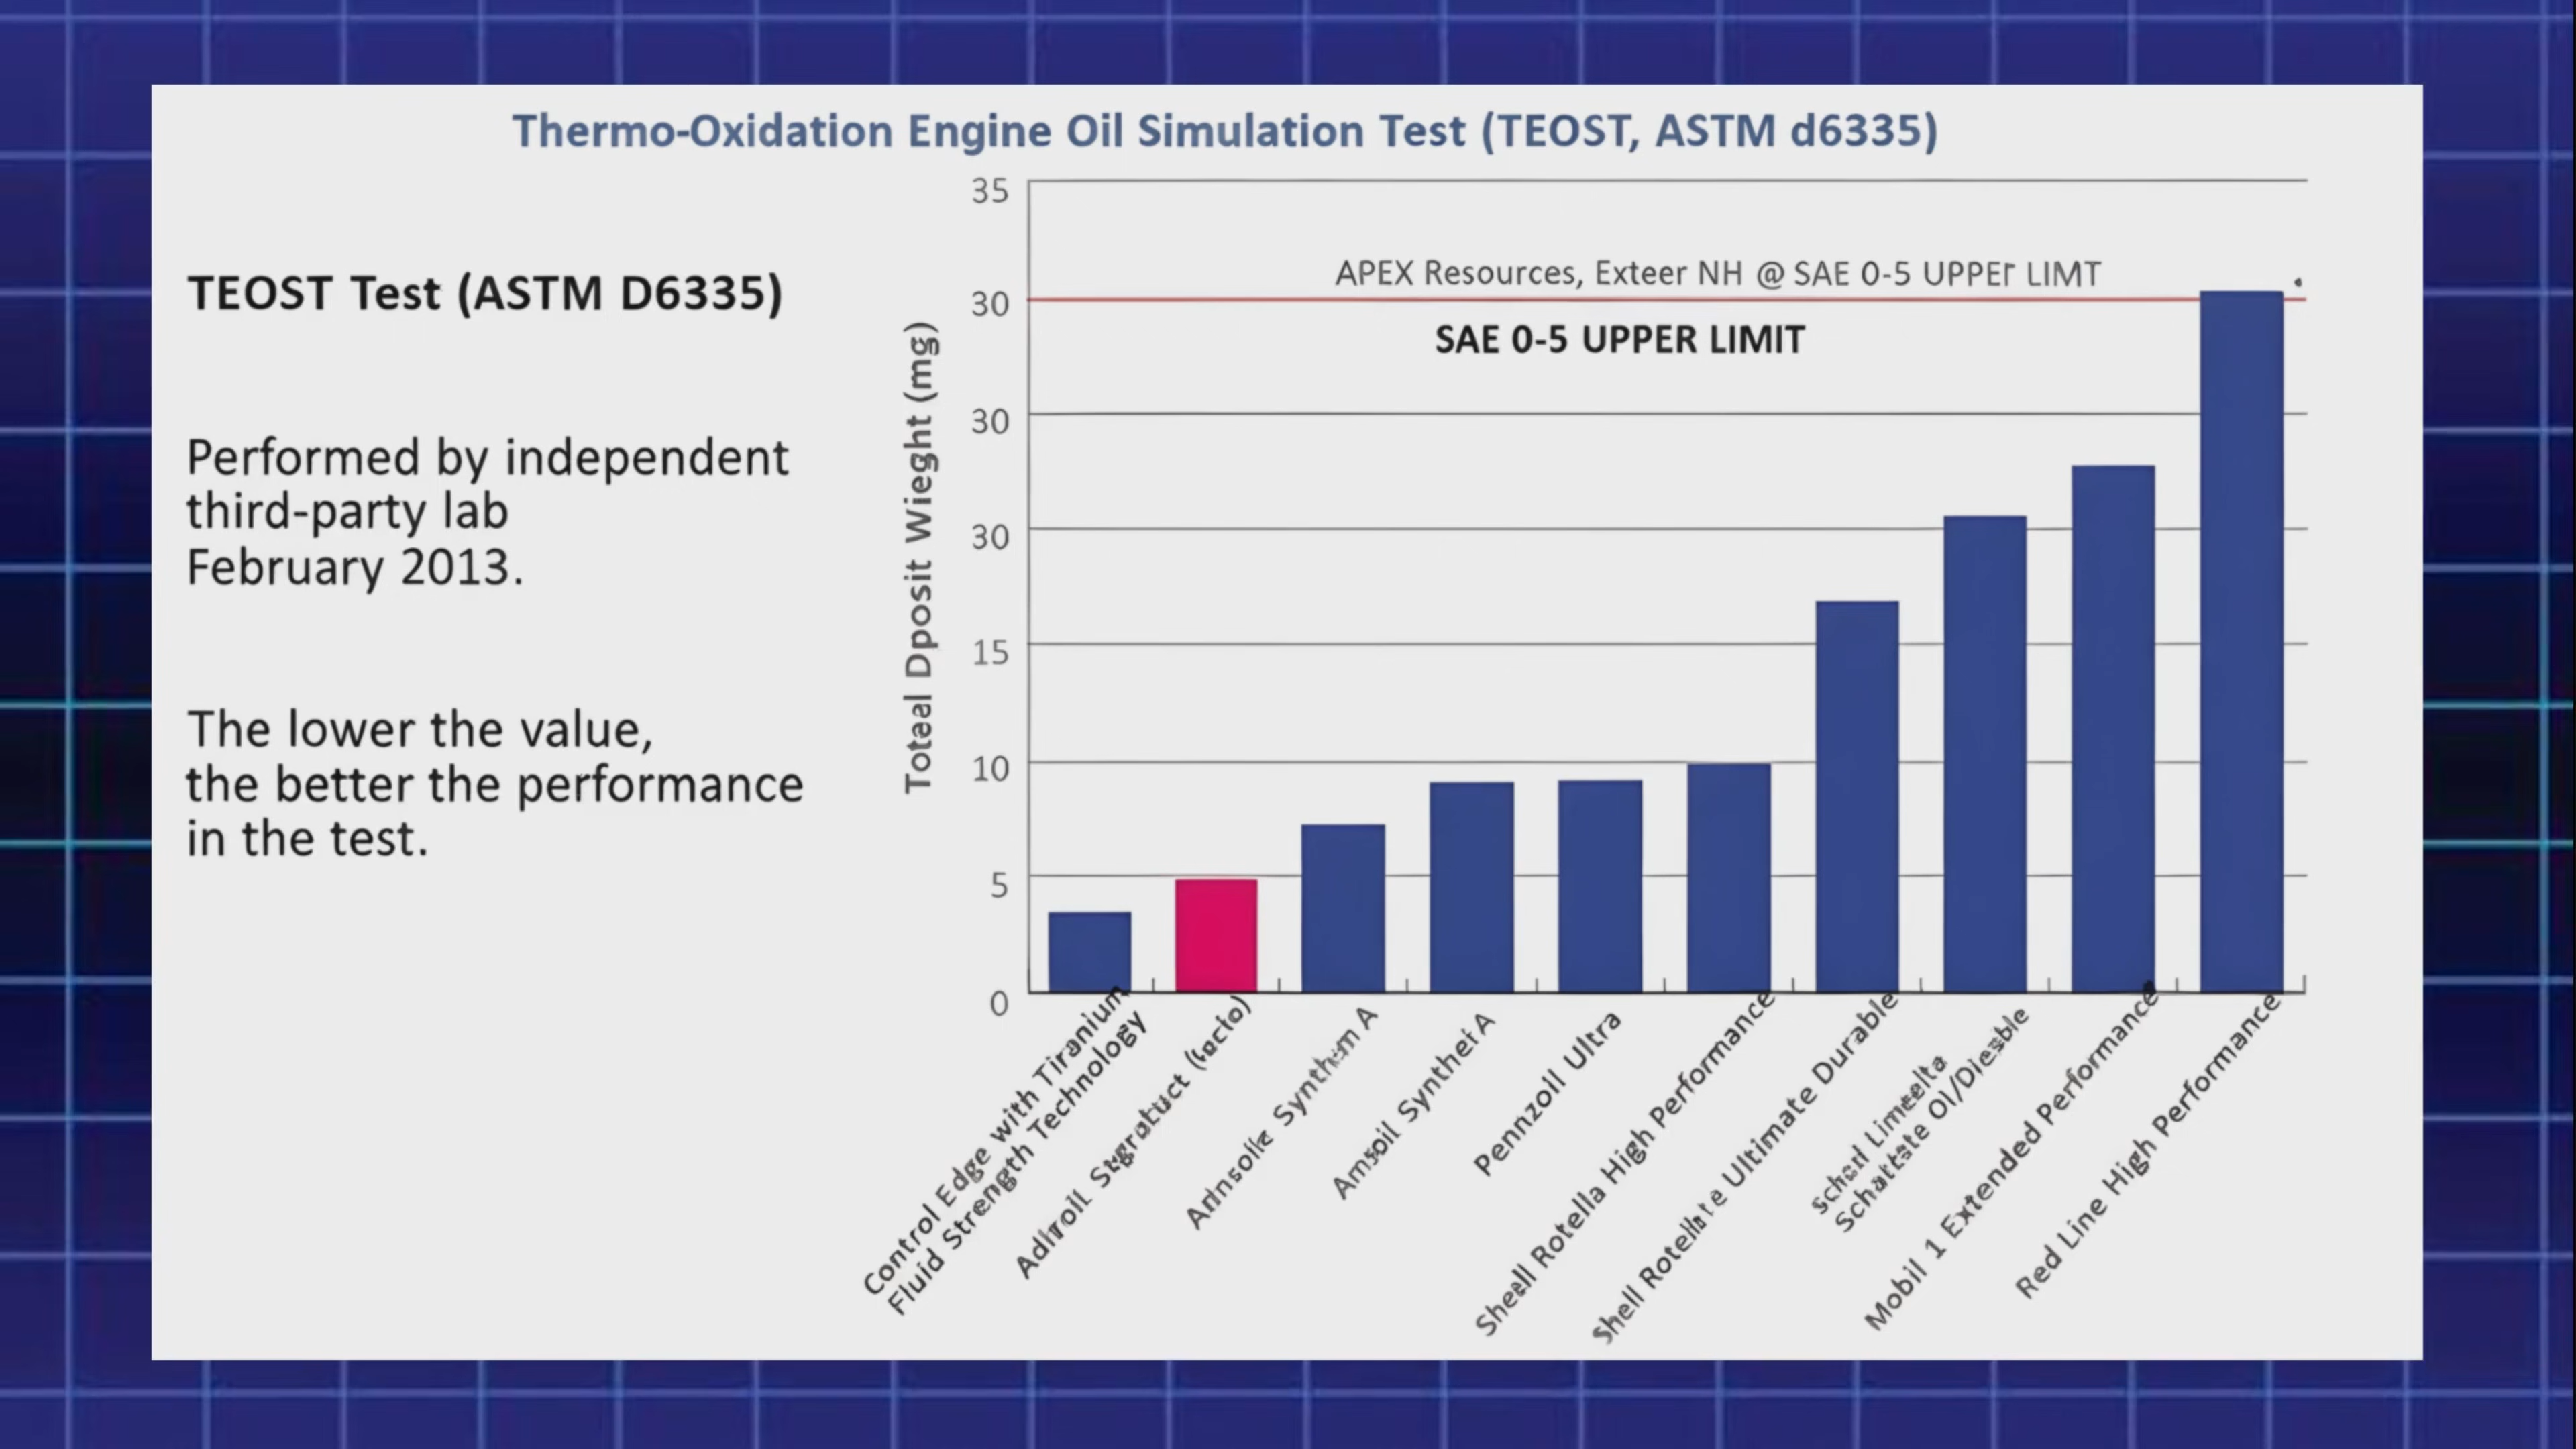 Thermo-Oxidation Engine Oil Simulation Test (TEOST, ASTM d6335)
TEOST Test (ASTM D6335)
Performed by independent
third-party lab
February 2013.
The lower the value,
the better the performance
in the test.
Toteal Dposit Wieght (mg)
35
30
30
30
15
10
5
0
APEX Resources, Exteer NH @ SAE 0-5 UPPEr LIMT
SAE 0-5 UPPER LIMIT
Control Edge with Tiranium
Fluid Strength Technology
Amsoil Synthei A
Pennzoll Ultra
Shell Rotella High Performance
Shell Ultimate Durable
Mobil 1 Extended Performance
Red Line High Performance